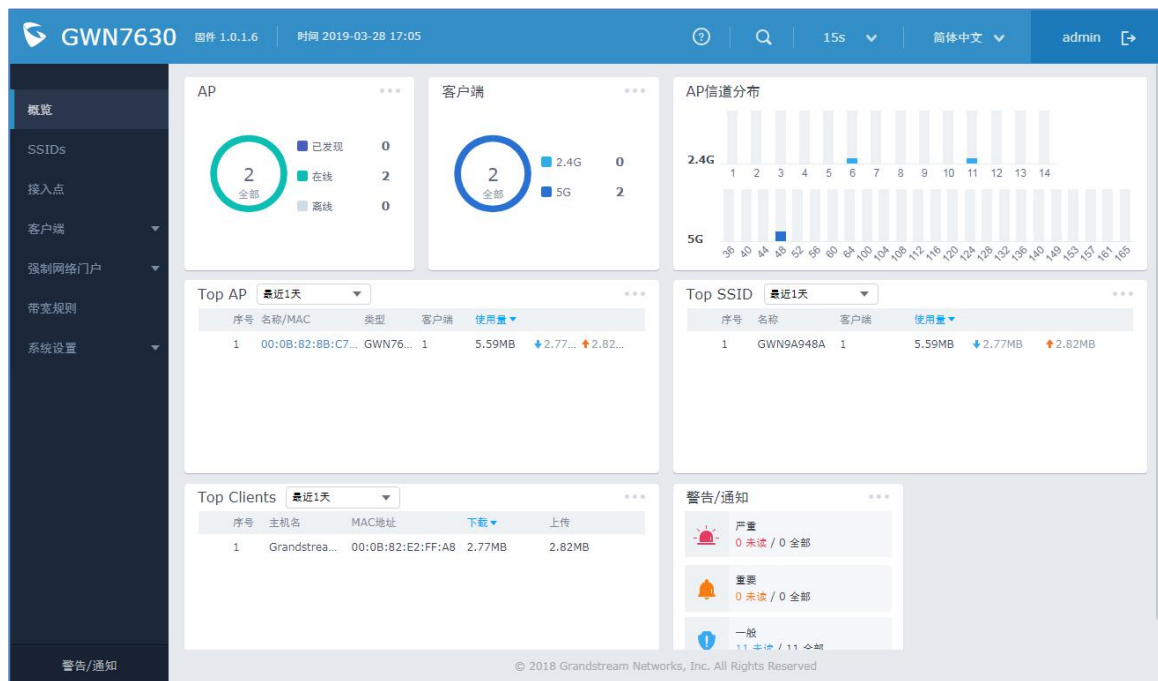 GWN7630 固件 1.0.1.6 时间 2019-03-28 17:05 15s 简体中文 admin
概览
SSIDs
接入点
客户端
强制网络门户
带宽规则
系统设置
警告/通知
AP
2
全部
已发现 0
在线 2
离线 0
客户端
2
全部
2.4G 0
5G 2
AP信道分布
2.4G
1 2 3 4 5 6 7 8 9 10 11 12 13 14
5G
36 40 44 48 52 56 60 64 100 104 108 112 116 120 124 128 132 136 140 149 153 157 161 165
Top AP 最近1天
序号 名称/MAC 类型 客户端 使用量
1 00:0B:82:8B:C7... GWN76... 1 5.59MB 2.77... 2.82...
Top SSID 最近1天
序号 名称 客户端 使用量
1 GWN9A948A 1 5.59MB 2.77MB 2.82MB
Top Clients 最近1天
序号 主机名 MAC地址 下载 上传
1 Grandstrea... 00:0B:82:E2:FF:A8 2.77MB 2.82MB
警告/通知
严重
0 未读 / 0 全部
重要
0 未读 / 0 全部
一般
11 未读 / 11 全部
© 2018 Grandstream Networks, Inc. All Rights Reserved